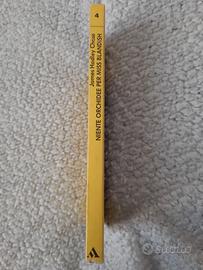 4
James Hadley Chase
NIENTE ORCHIDEE PER MISS BLANDISH
subito